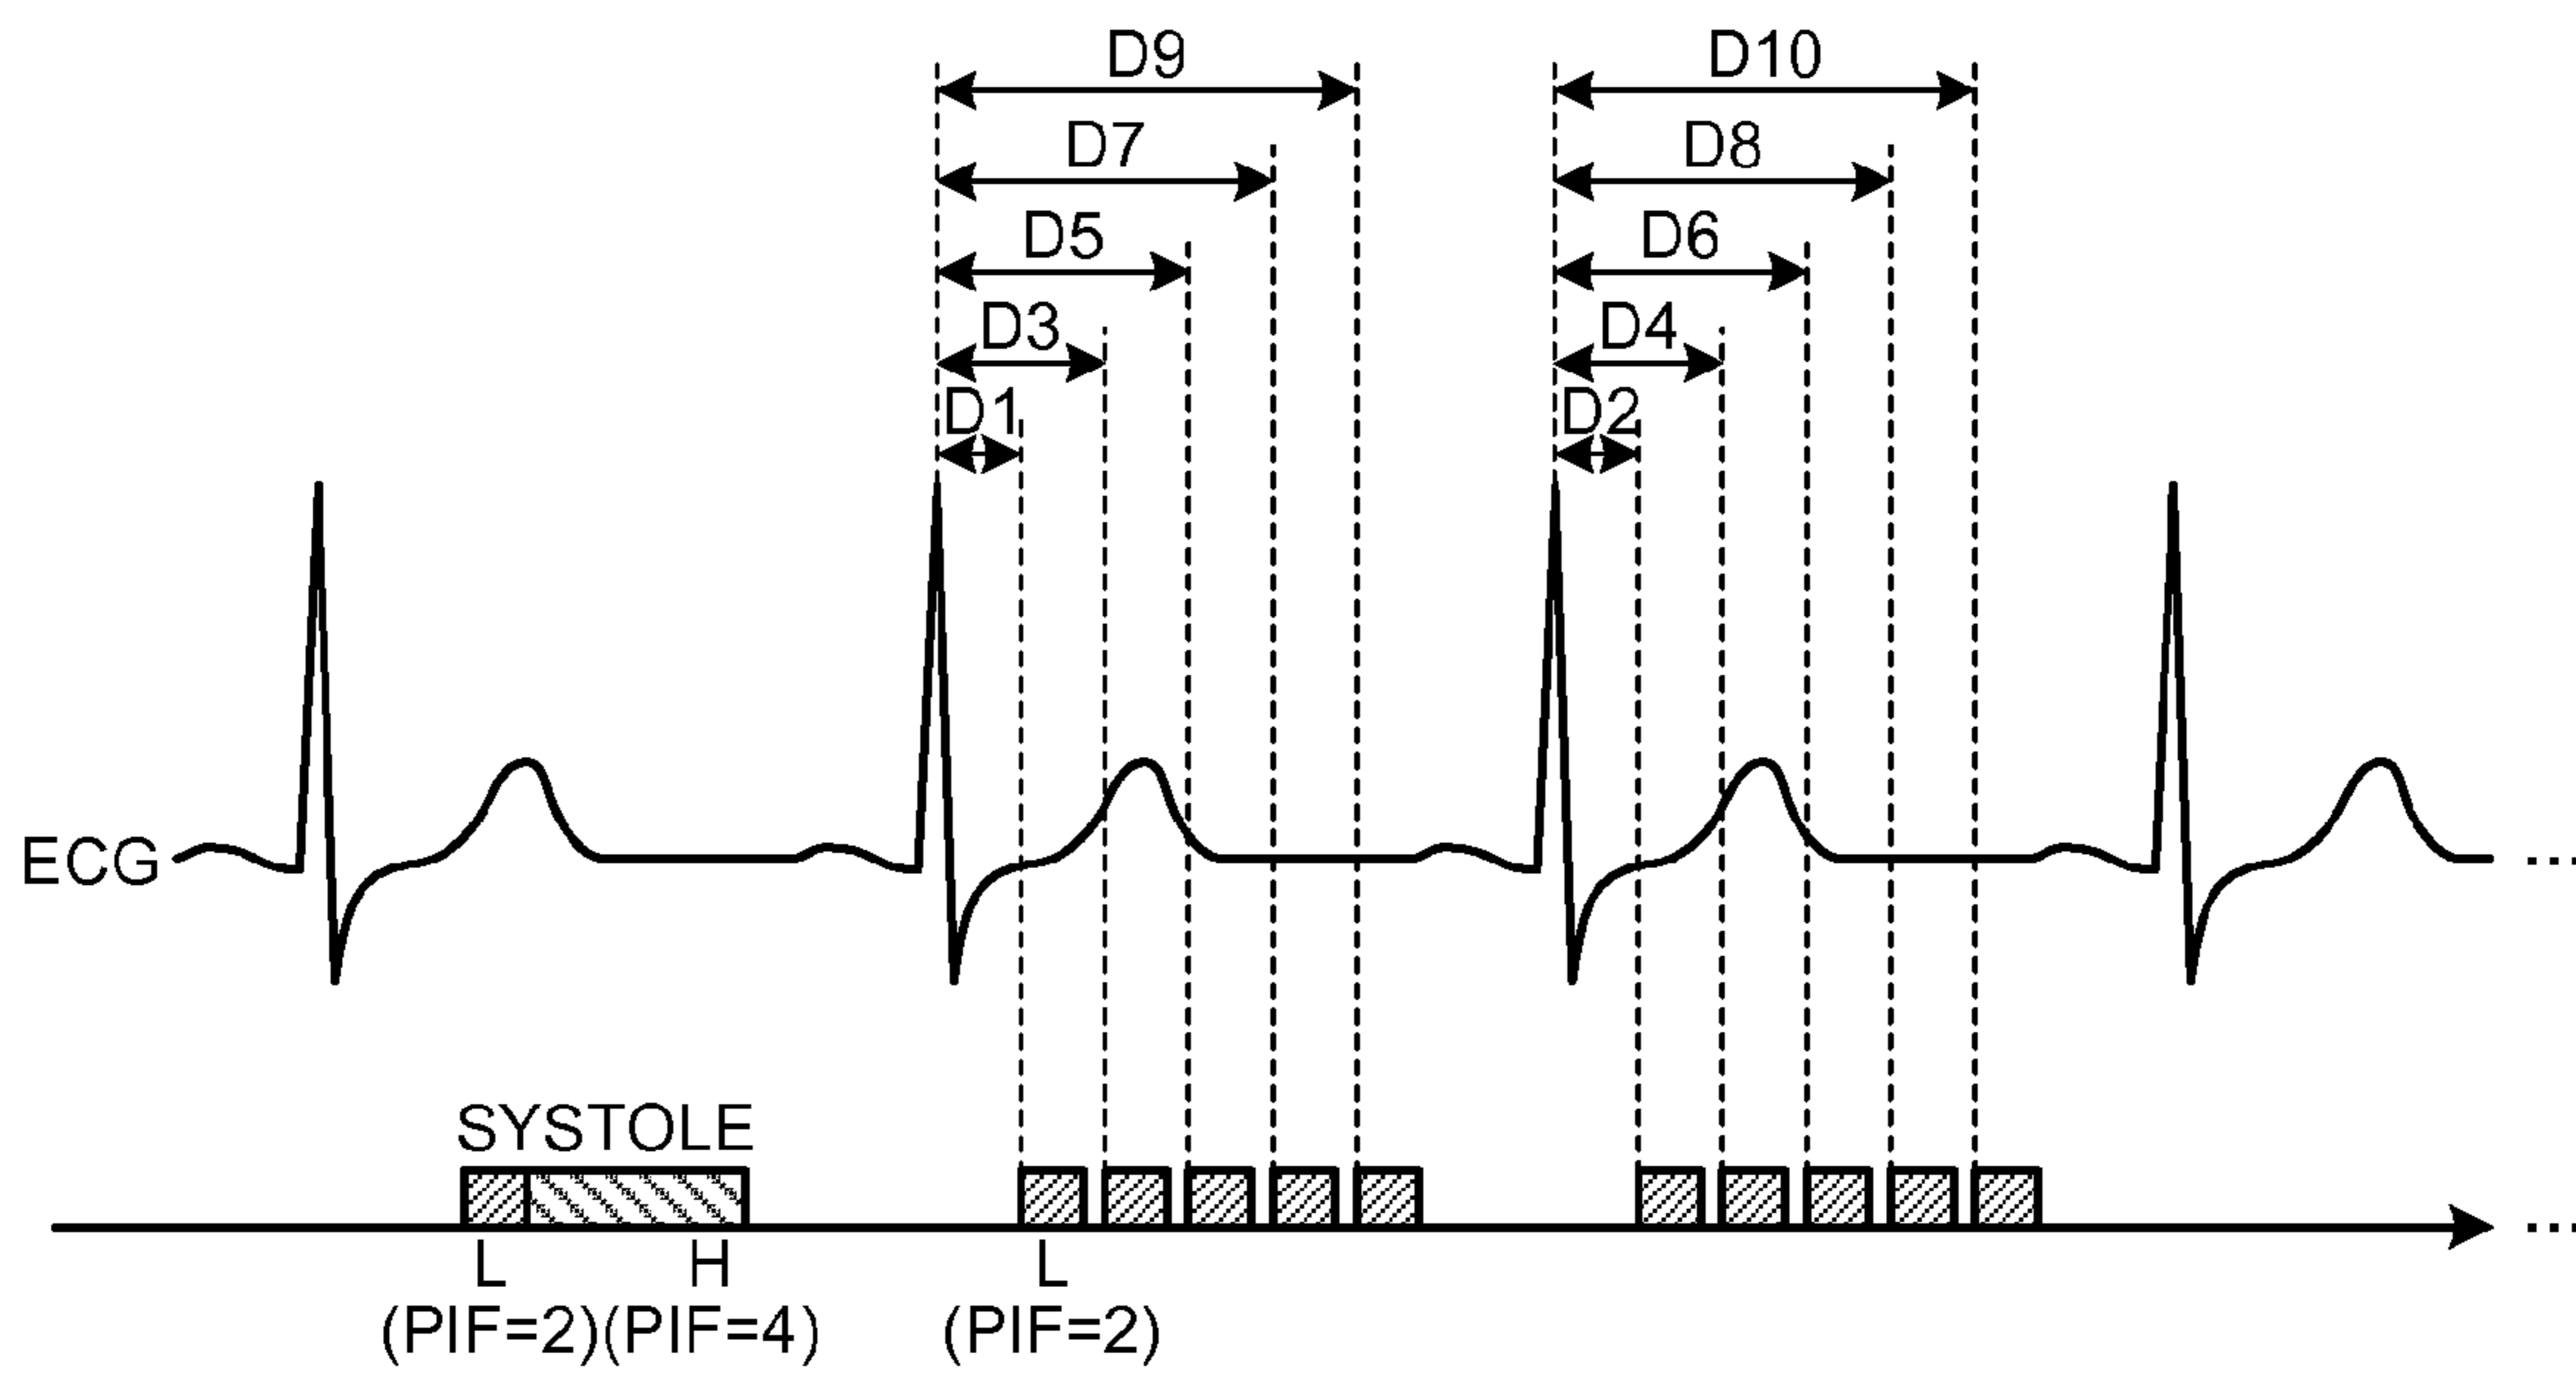 D9 D10
D7 D8
D5 D6
D3 D4
D1 D2
ECG ...
SYSTOLE
...
L H L
(PIF=2)(PIF=4) (PIF=2)